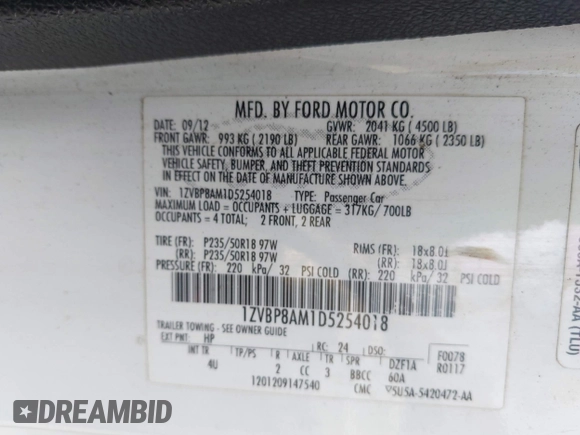 MFD. BY FORD MOTOR CO.
DATE: 09/12 GVWR: 2041 KG ( 4500 LB)
FRONT GAWR: 993 KG ( 2190 LB) REAR GAWR: 1066 KG ( 2350 LB)
THIS VEHICLE CONFORMS TO ALL APPLICABLE FEDERAL MOTOR
VEHICLE SAFETY, BUMPER, AND THEFT PREVENTION STANDARDS
IN EFFECT ON THE DATE OF MANUFACTURE SHOWN ABOVE.
VIN: 1ZVBP8AM1D5254018 TYPE: Passenger Car
MAXIMUM LOAD = OCCUPANTS + LUGGAGE = 317KG/ 700LB
OCCUPANTS = 4 TOTAL; 2 FRONT, 2 REAR
TIRE (FR): P235/50R18 97W RIMS (FR): 18x8.0J
(RR): P235/50R18 97W (RR): 18x8.0J
PRESSURE (FR): 220 kPa/ 32 PSI COLD (RR): 220 kPa/ 32 PSI COLD
1ZVBP8AM1D5254018
TRAILER TOWING - SEE OWNER GUIDE
EXT PNT: HP RC: 24 DSO: F0078
INT TR TP/PS R AXLE TR SPR DZF1A R0117
4U 2 CC 3 BBCC 60A
1201209147540 CMC 5U5A-5420472-AA
DREAMBID
DREAMBID.COM